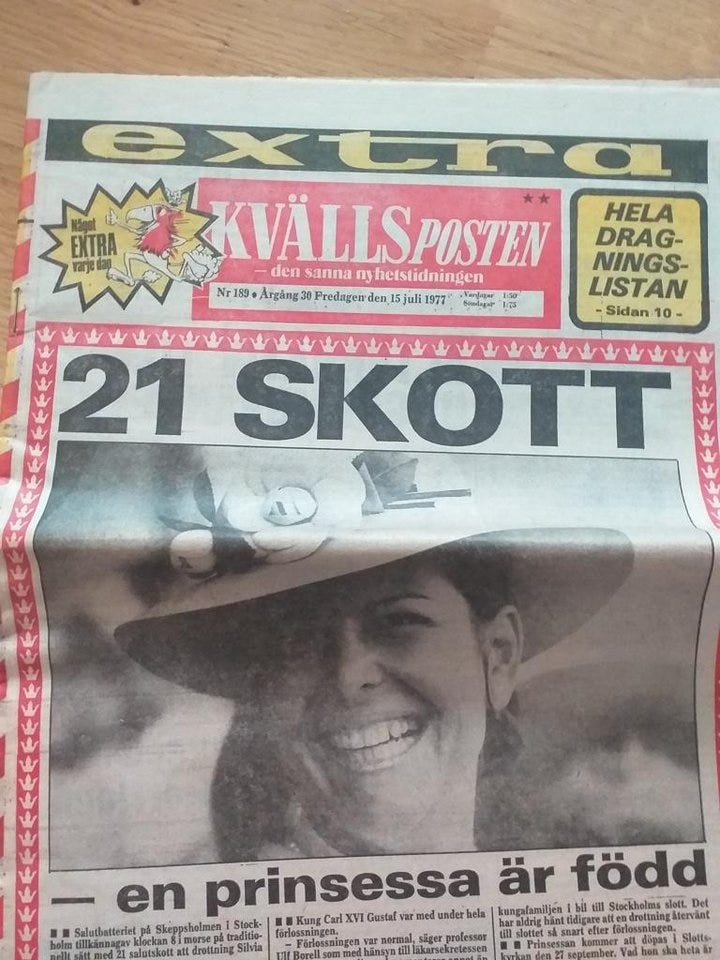 extra
Något
EXTRA
varje dag
KVÄLLSPOSTEN
– den sanna nyhetstidningen
Nr 189 • Årgång 30 Fredagen den 15 juli 1977
Vardagar 1:50
Söndagar 1:75
HELA
DRAG-
NINGS-
LISTAN
- Sidan 10 -
21 SKOTT
— en prinsessa är född
Salutbatteriet på Skeppsholmen i Stock-
holm tillkännagav klockan 8 i morse på traditio-
nellt sätt med 21 salutskott att drottning Silvia
Kung Carl XVI Gustaf var med under hela
förlossningen.
– Förlossningen var normal, säger professor
Ulf Borell som med hänsyn till läkarsekretessen
kungafamiljen i bil till Stockholms slott. Det
har aldrig hänt tidigare att en drottning återvänt
till slottet så snart efter förlossningen.
Prinsessan kommer att döpas i Slotts-
kyrkan den 27 september. Vad hon ska heta är